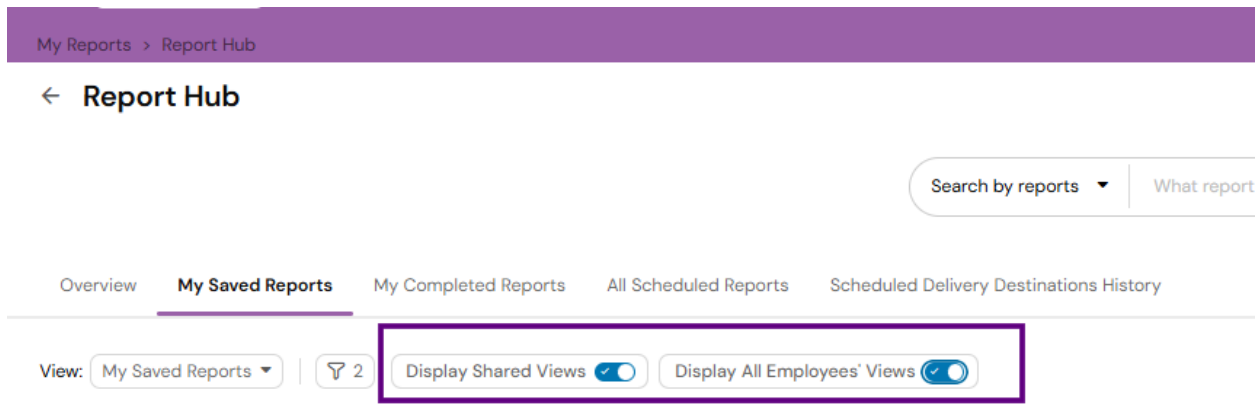 My Reports > Report Hub
← Report Hub
Search by reports What report
Overview My Saved Reports My Completed Reports All Scheduled Reports Scheduled Delivery Destinations History
View: My Saved Reports 2 Display Shared Views Display All Employees' Views